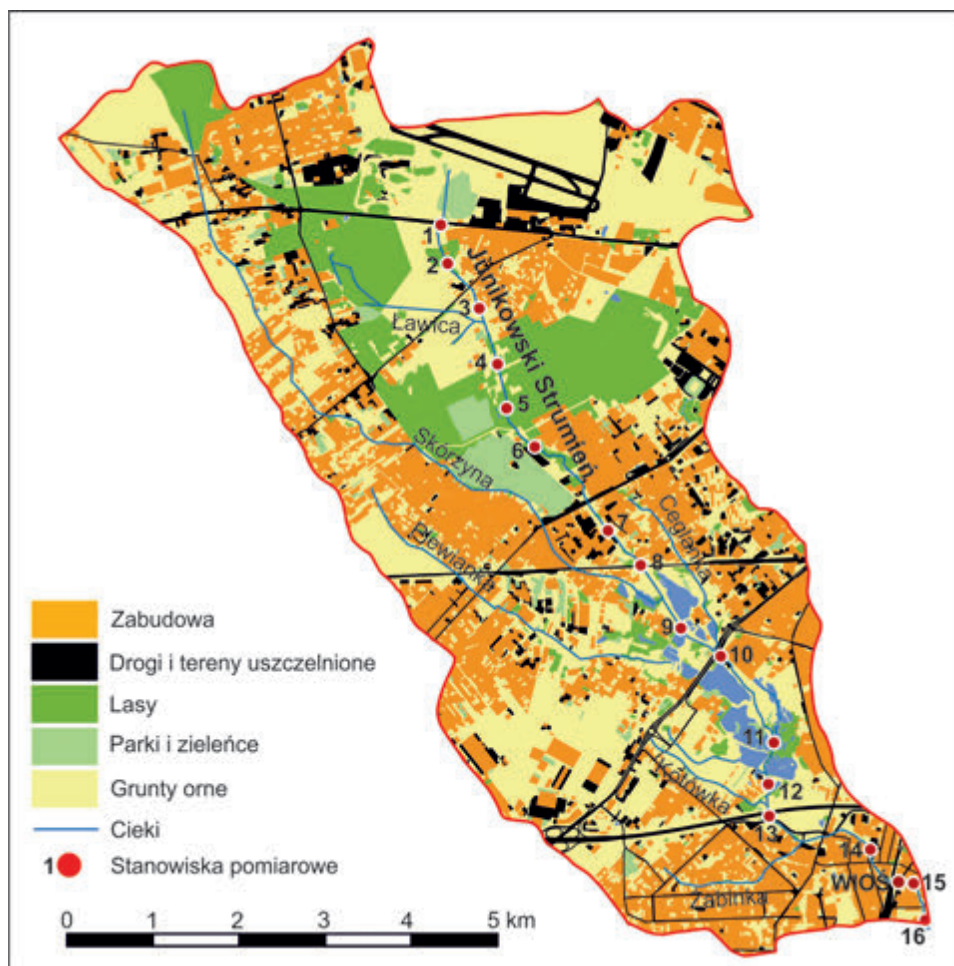 1
2
3
Ławica
Junikowski Strumień
4
5
6
Skórzyna
7
Ceglanka
8
Plewianka
9
10
11
12
Kotówka
13
14
WIOŚ
15
Żabinka
16
Zabudowa
Drogi i tereny uszczelnione
Lasy
Parki i zieleńce
Grunty orne
Cieki
1 Stanowiska pomiarowe
0 1 2 3 4 5 km